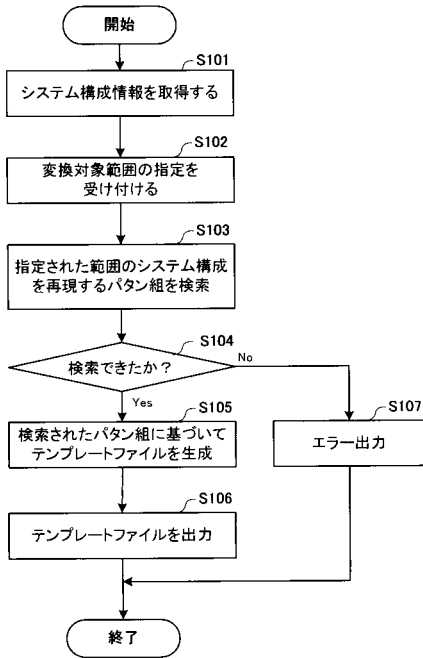 開始
S101
システム構成情報を取得する
S102
変換対象範囲の指定を
受け付ける
S103
指定された範囲のシステム構成
を再現するパタン組を検索
S104
検索できたか？
No
Yes
S105
検索されたパタン組に基づいて
テンプレートファイルを生成
S107
エラー出力
S106
テンプレートファイルを出力
終了